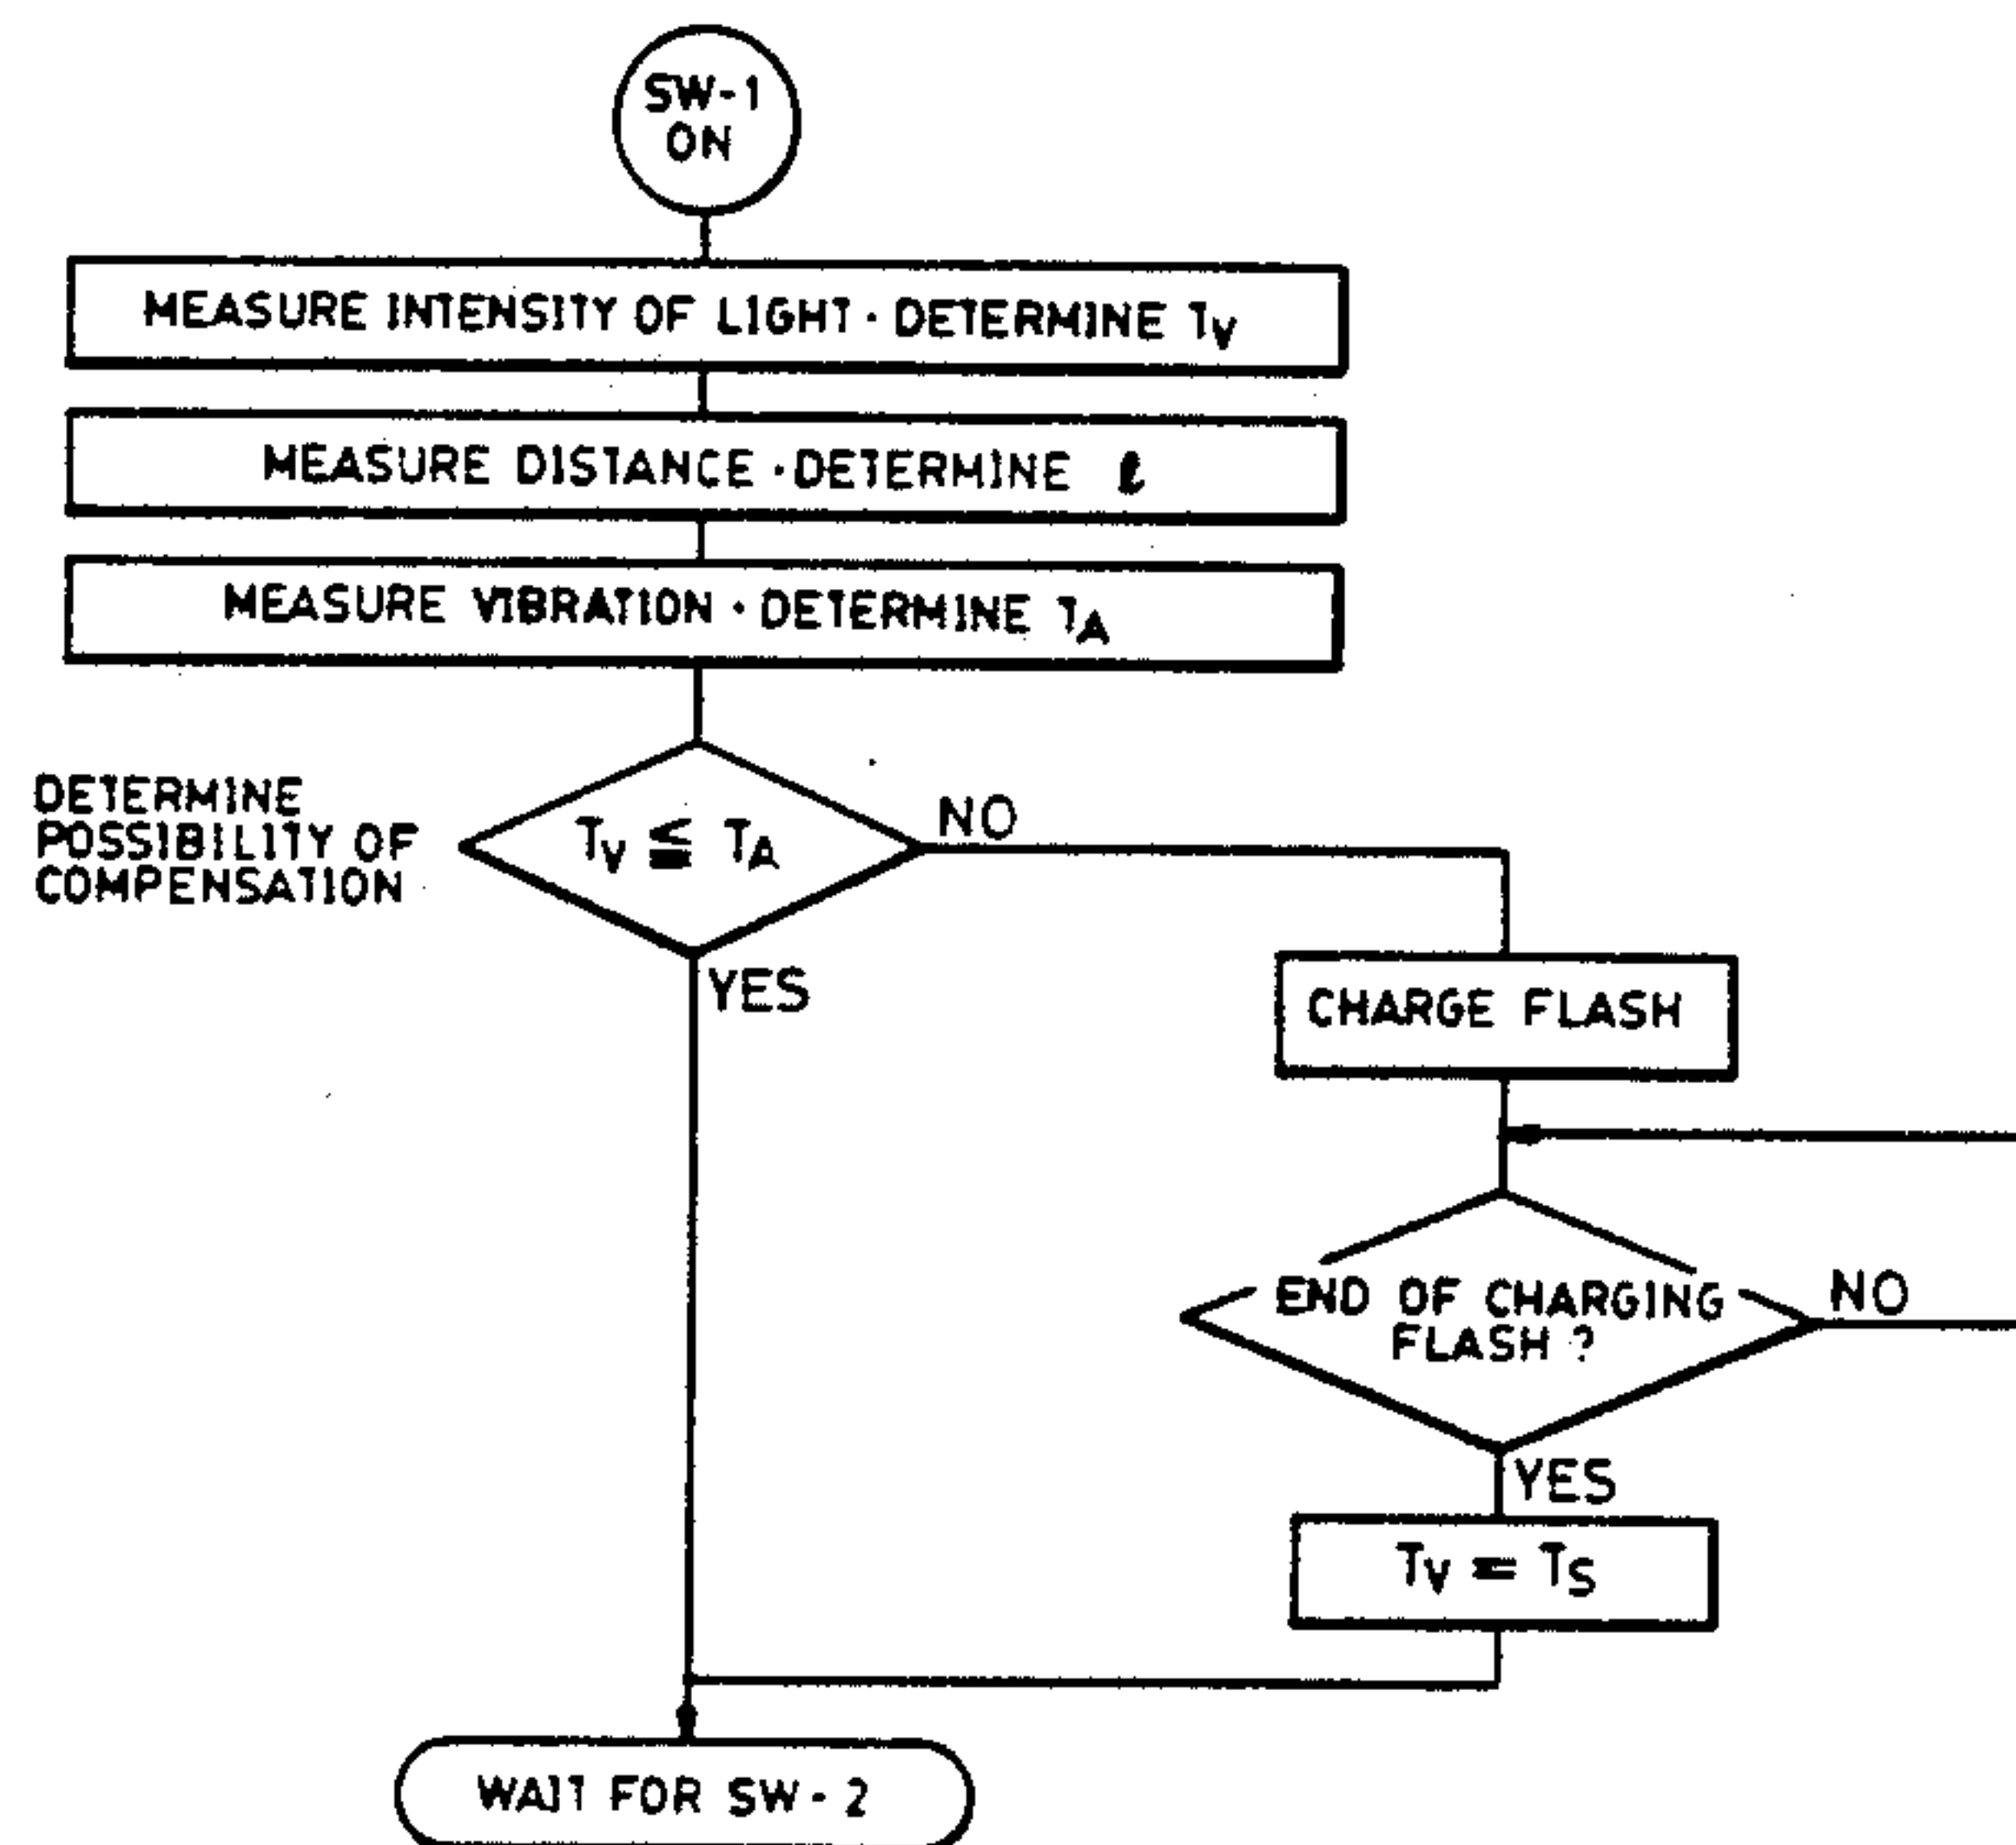 SW-1
ON
MEASURE INTENSITY OF LIGHT · DETERMINE Tv
MEASURE DISTANCE · DETERMINE ℓ
MEASURE VIBRATION · DETERMINE TA
DETERMINE
POSSIBILITY OF
COMPENSATION
Tv ≦ TA
NO
YES
CHARGE FLASH
END OF CHARGING
FLASH ?
NO
YES
Tv = Ts
WAIT FOR SW - 2